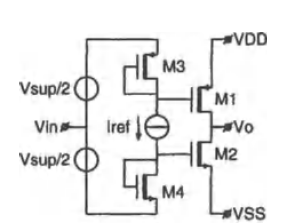 VDD
M3
Vsup/2
M1
Vin
Iref
Vo
Vsup/2
M2
M4
VSS